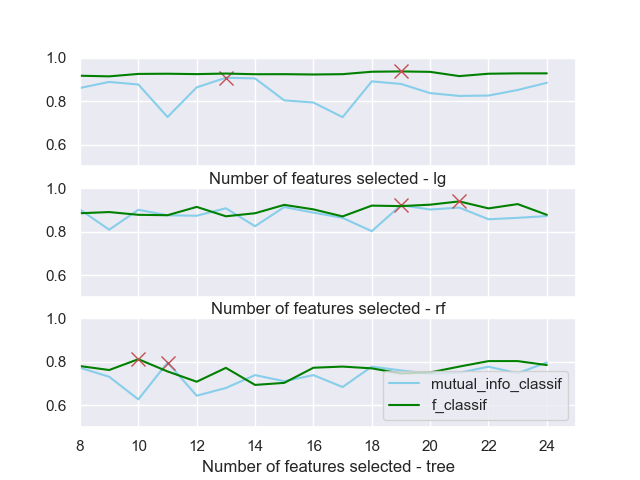 1.0
0.8
0.6
Number of features selected - lg
1.0
0.8
0.6
Number of features selected - rf
1.0
0.8
0.6
mutual_info_classif
f_classif
8 10 12 14 16 18 20 22 24
Number of features selected - tree